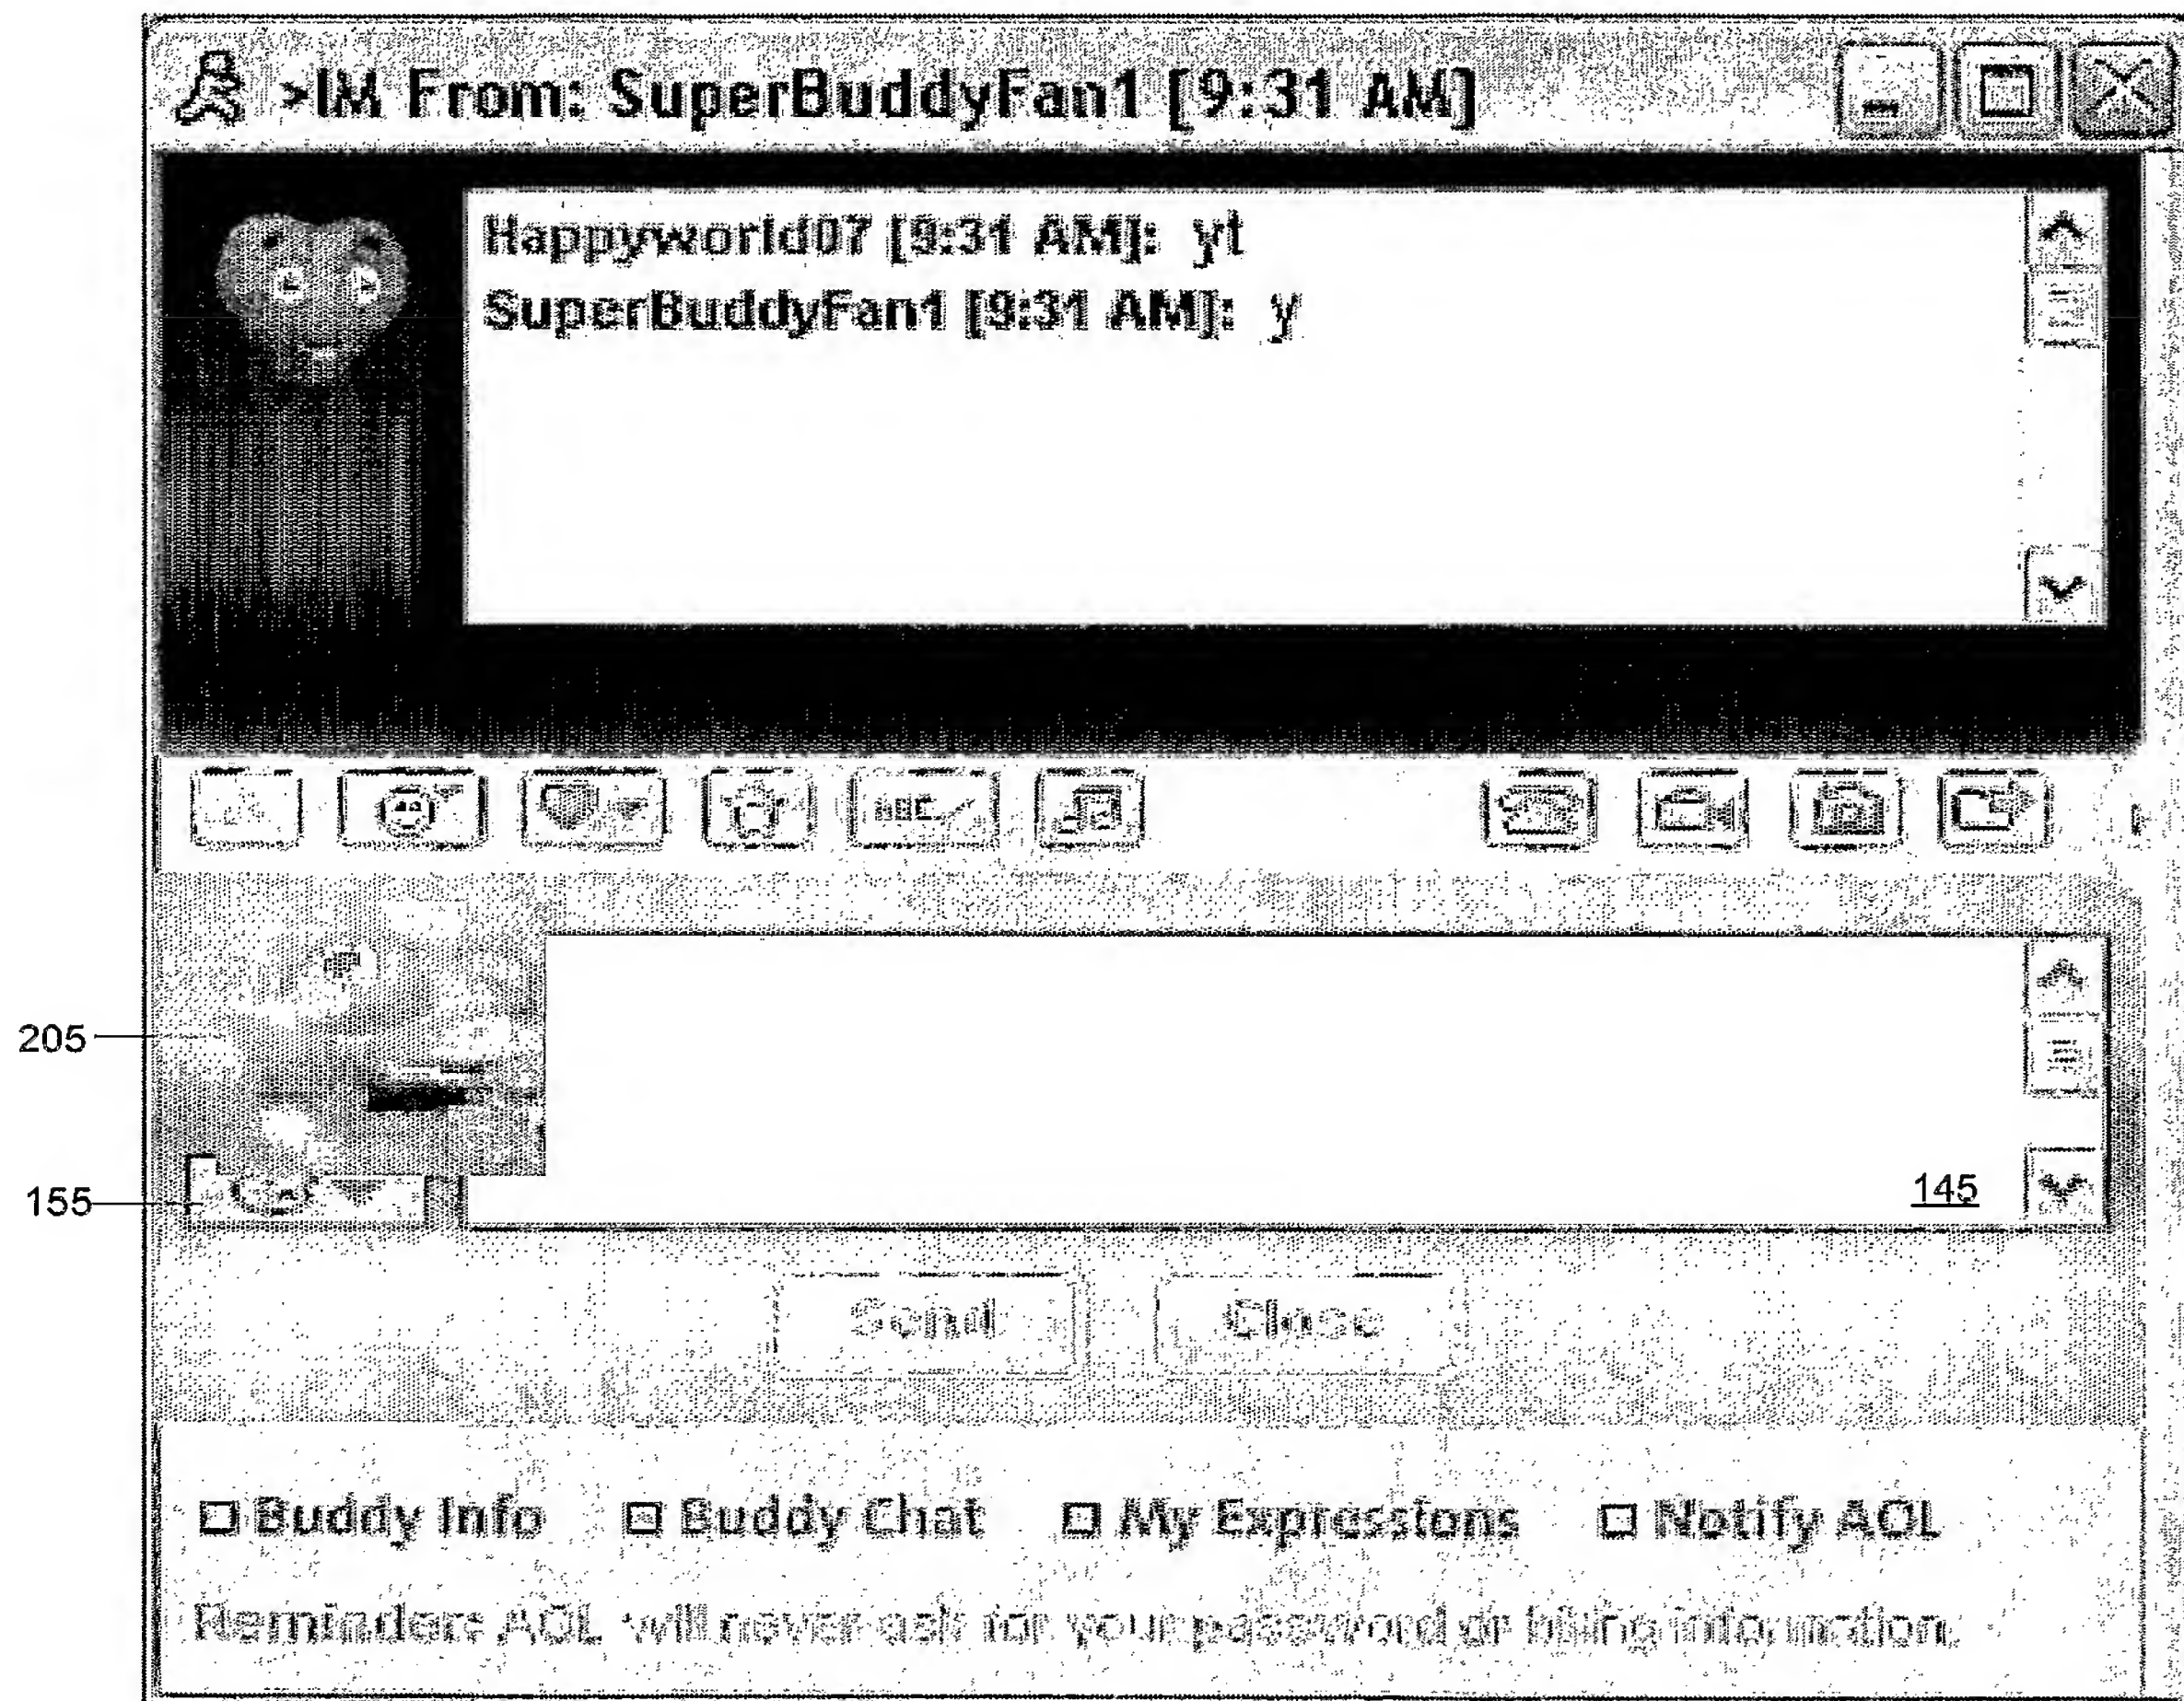 >IM From: SuperBuddyFan1 [9:31 AM]
Happyworld07 [9:31 AM]: yt
SuperBuddyFan1 [9:31 AM]: y
ABC
205
155
145
Send Close
Buddy Info Buddy Chat My Expressions Notify AOL
Reminder: AOL will never ask for your password or billing information.